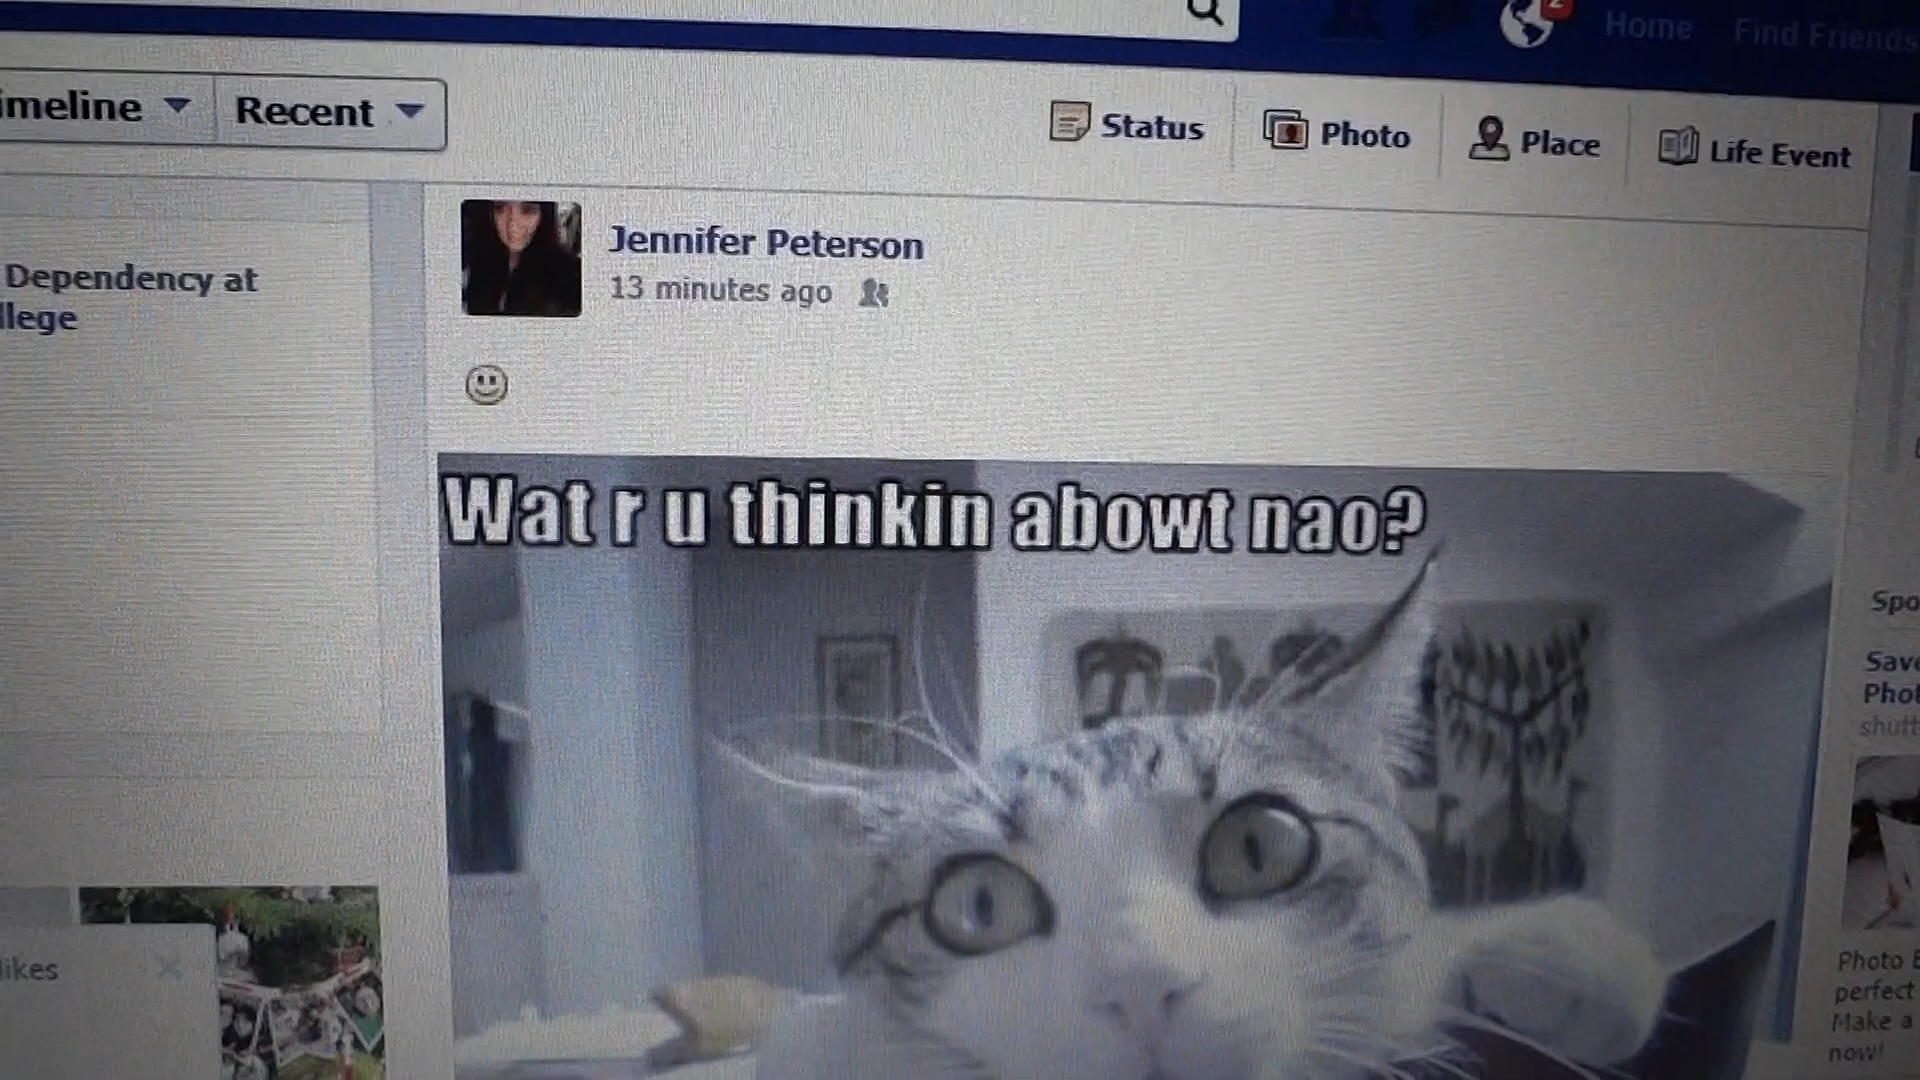 2
Home Find Friends
imeline Recent
Status Photo Place Life Event
Dependency at
llege
Jennifer Peterson
13 minutes ago
Wat r u thinkin abowt nao?
likes
Spo
Save
Phot
shutt
Photo B
perfect
Make a
now!